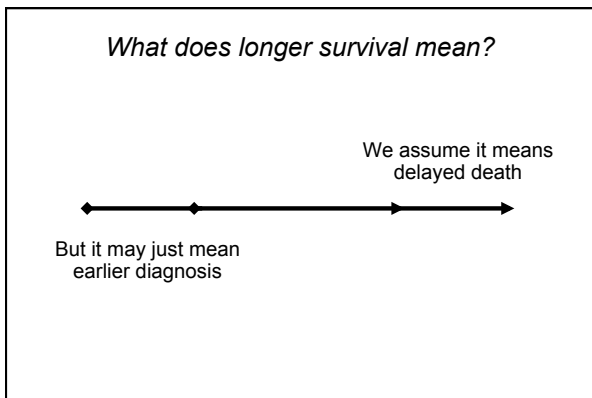 What does longer survival mean?
We assume it means
delayed death
But it may just mean
earlier diagnosis